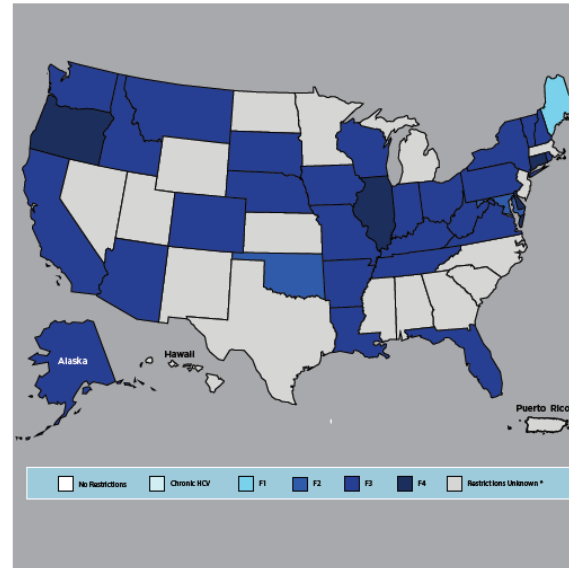 Hawaii
Alaska
Puerto Rico
No Restrictions
Chronic HCV
F1
F2
F3
F4
Restrictions Unknown *